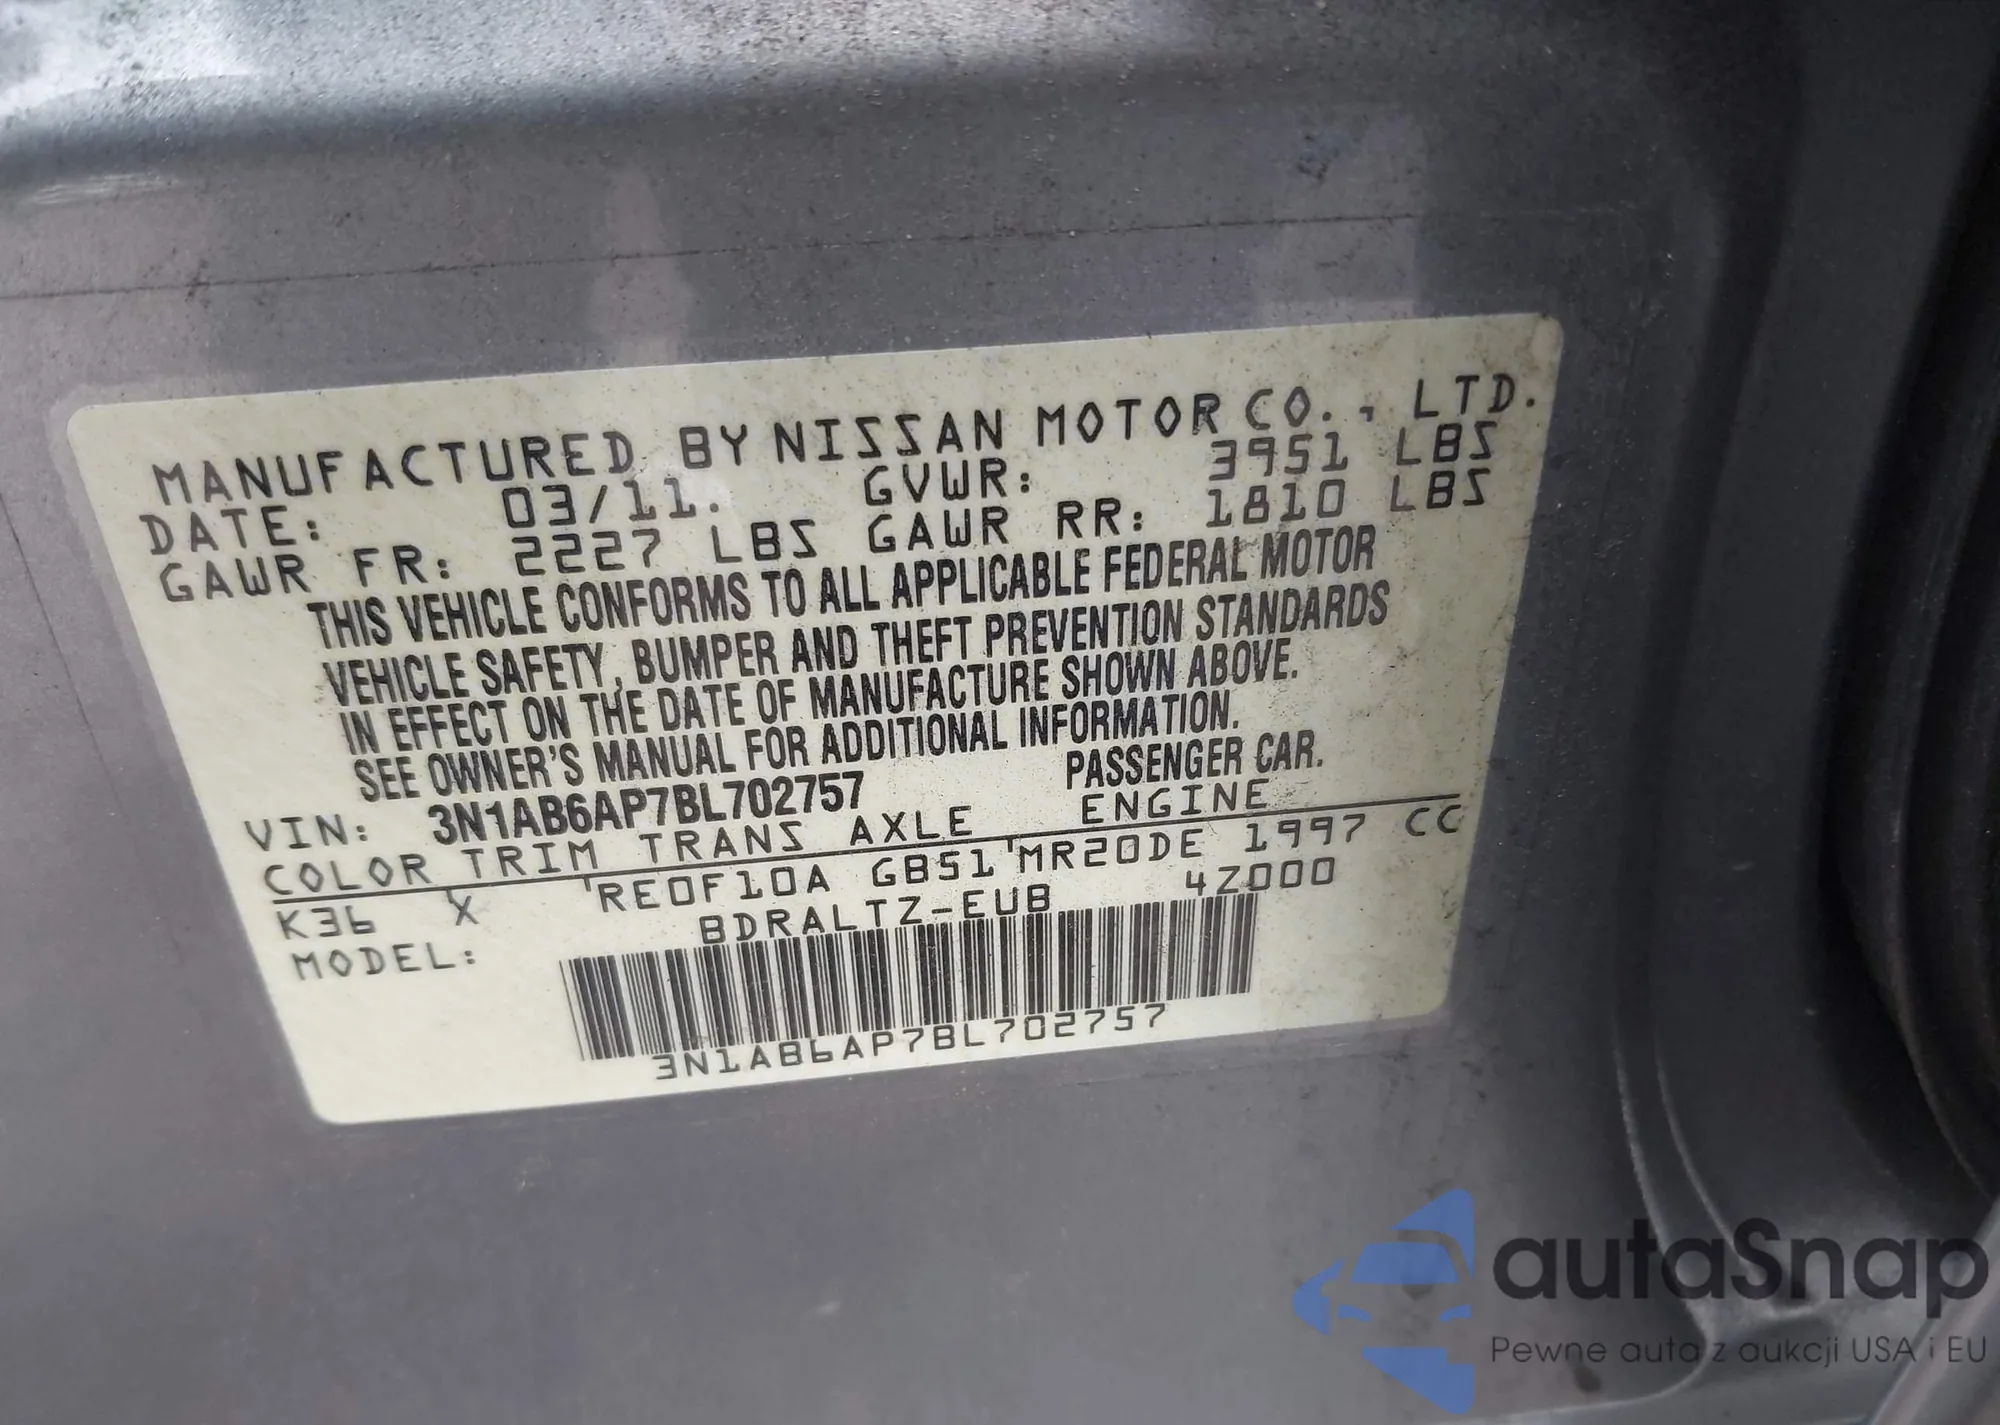 MANUFACTURED BY NISSAN MOTOR CO., LTD.
DATE: 03/11. GVWR: 3951 LBS
GAWR FR: 2227 LBS GAWR RR: 1810 LBS
THIS VEHICLE CONFORMS TO ALL APPLICABLE FEDERAL MOTOR
VEHICLE SAFETY, BUMPER AND THEFT PREVENTION STANDARDS
IN EFFECT ON THE DATE OF MANUFACTURE SHOWN ABOVE.
SEE OWNER'S MANUAL FOR ADDITIONAL INFORMATION.
VIN: 3N1AB6AP7BL702757 PASSENGER CAR.
COLOR TRIM TRANS AXLE ENGINE
K36 X RE0F10A GB51 MR20DE 1997 CC
MODEL: BDRALTZ-EUB 4Z000
3N1AB6AP7BL702757
autaSnap
Pewne auta z aukcji USA i EU